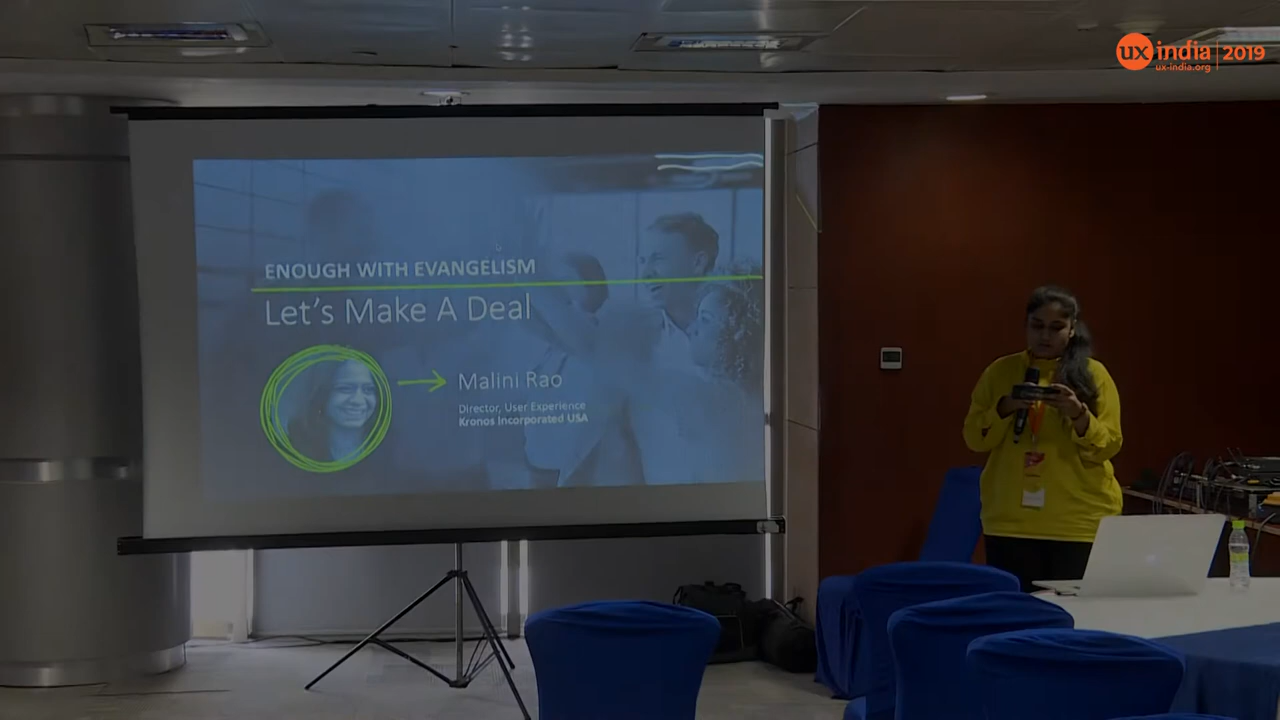 ux india 2019
ux-india.org
ENOUGH WITH EVANGELISM
Let's Make A Deal
Malini Rao
Director, User Experience
Kronos Incorporated USA